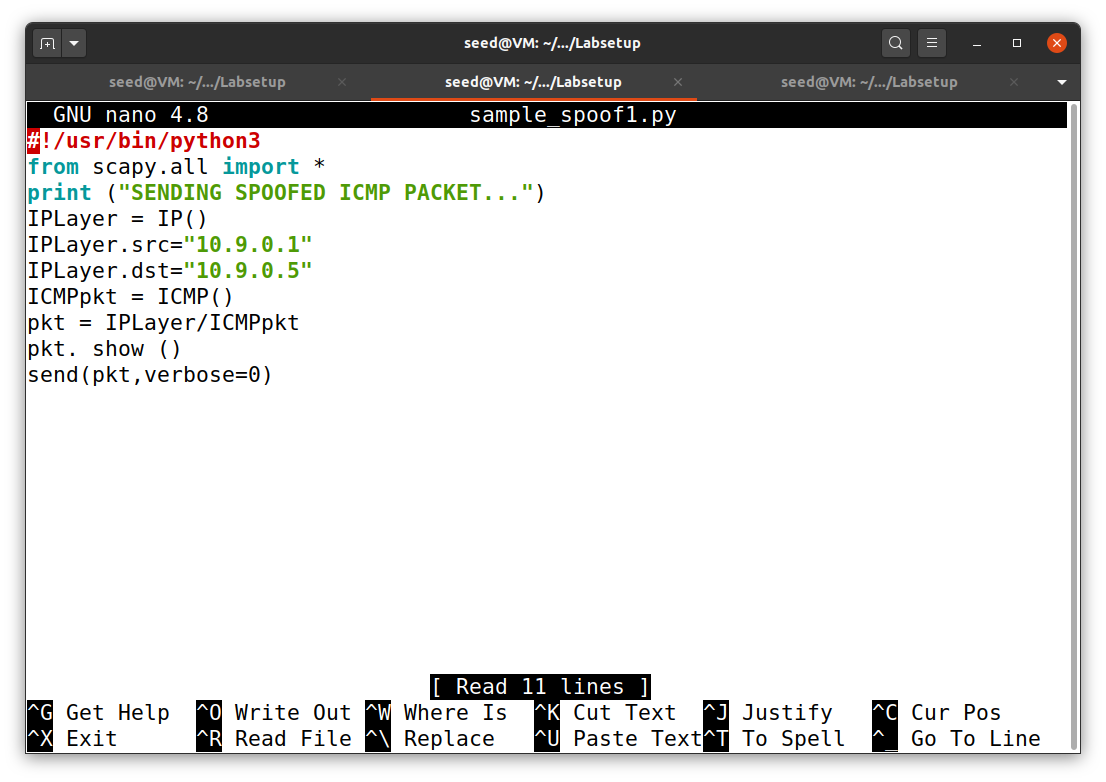 seed@VM: ~/.../Labsetup
seed@VM: ~/.../Labsetup × seed@VM: ~/.../Labsetup × seed@VM: ~/.../Labsetup ×
GNU nano 4.8 sample_spoof1.py
#!/usr/bin/python3
from scapy.all import *
print ("SENDING SPOOFED ICMP PACKET...")
IPLayer = IP()
IPLayer.src="10.9.0.1"
IPLayer.dst="10.9.0.5"
ICMPpkt = ICMP()
pkt = IPLayer/ICMPpkt
pkt. show ()
send(pkt,verbose=0)
[ Read 11 lines ]
^G Get Help ^O Write Out ^W Where Is ^K Cut Text ^J Justify ^C Cur Pos
^X Exit ^R Read File ^\ Replace ^U Paste Text ^T To Spell ^_ Go To Line